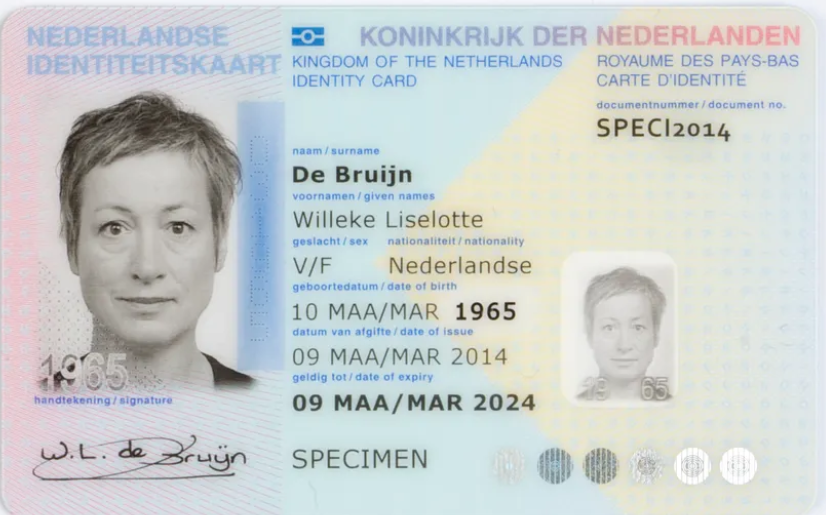 NEDERLANDSE
IDENTITEITSKAART
KONINKRIJK DER NEDERLANDEN
KINGDOM OF THE NETHERLANDS
IDENTITY CARD
ROYAUME DES PAYS-BAS
CARTE D'IDENTITÉ
documentnummer / document no.
SPECI2014
naam / surname
De Bruijn
voornamen / given names
Willeke Liselotte
geslacht / sex nationaliteit / nationality
V/F Nederlandse
geboortedatum / date of birth
10 MAA/MAR 1965
datum van afgifte / date of issue
09 MAA/MAR 2014
geldig tot / date of expiry
09 MAA/MAR 2024
1965
handtekening / signature
W.L. de Bruijn
SPECIMEN
19 65